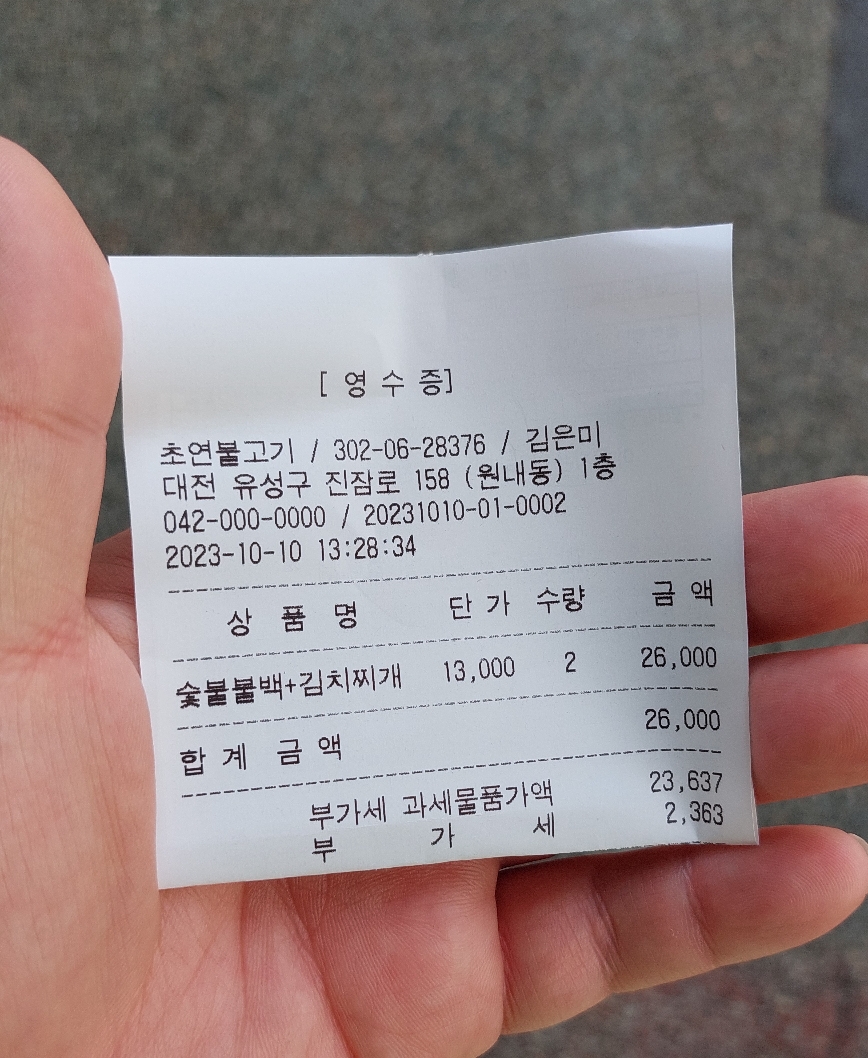 [ 영 수 증]
초연불고기 / 302-06-28376 / 김은미
대전 유성구 진잠로 158 (원내동) 1층
042-000-0000 / 20231010-01-0002
2023-10-10 13:28:34
상 품 명 단 가 수량 금 액
숯불불백+김치찌개 13,000 2 26,000
합 계 금 액 26,000
부가세 과세물품가액 23,637
부 가 세 2,363